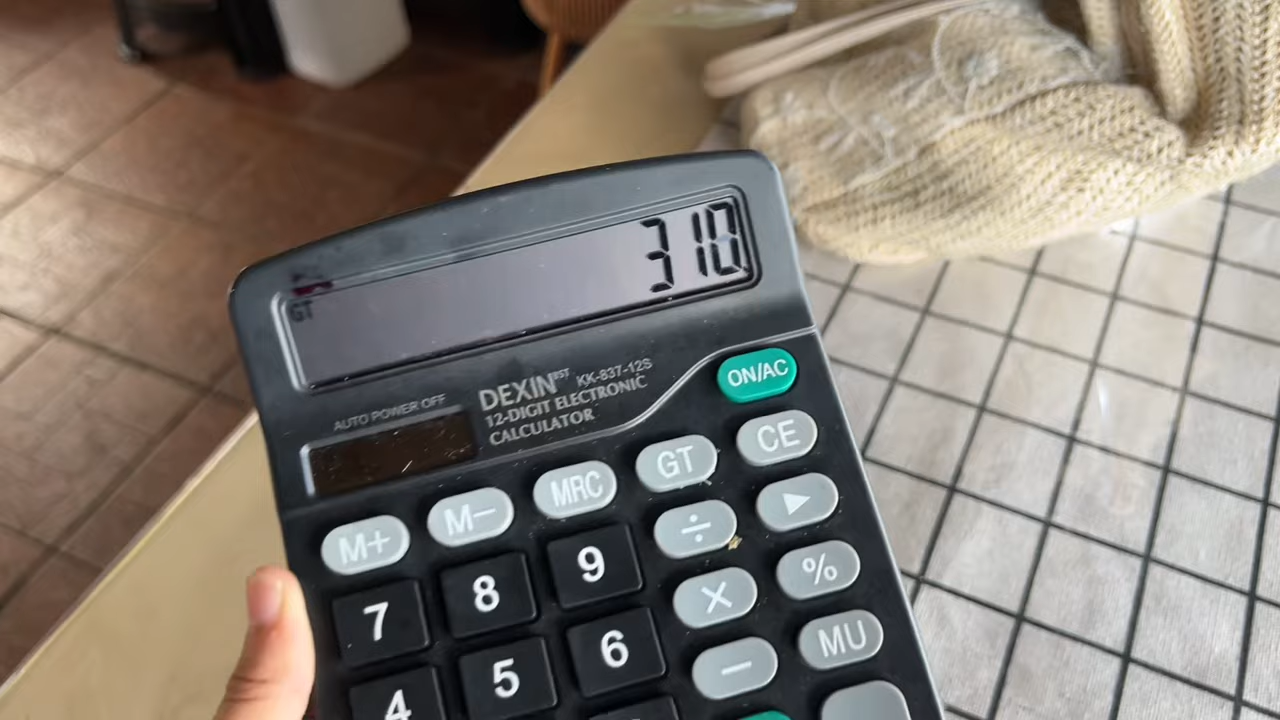 310
GT
DEXIN BST KK-837-12S
12-DIGIT ELECTRONIC
CALCULATOR
AUTO POWER OFF
ON/AC
M+ M− MRC GT CE
7 8 9 ÷ ▶
4 5 6 × %
− MU